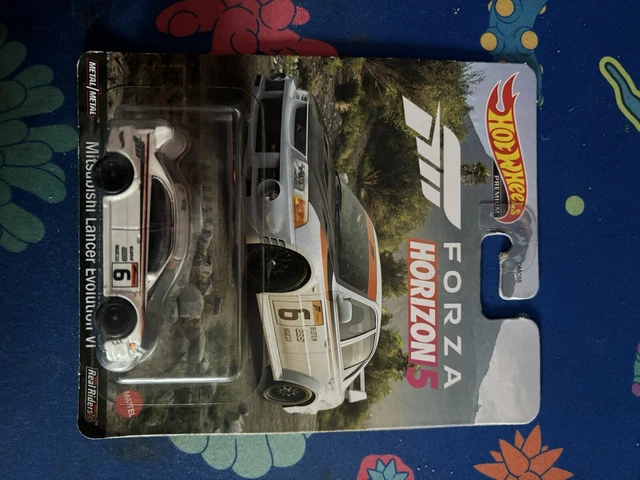 HOT WHEELS
PREMIUM
FORZA
HORIZON 5
6
6
METAL/METAL
Mitsubishi Lancer Evolution VI
Real Riders
MATTEL